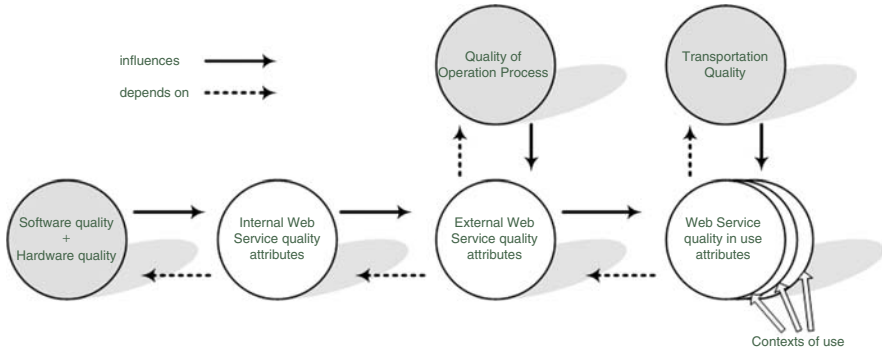 influences
depends on
Quality of
Operation Process
Transportation
Quality
Software quality
+
Hardware quality
Internal Web
Service quality
attributes
External Web
Service quality
attributes
Web Service
quality in use
attributes
Contexts of use